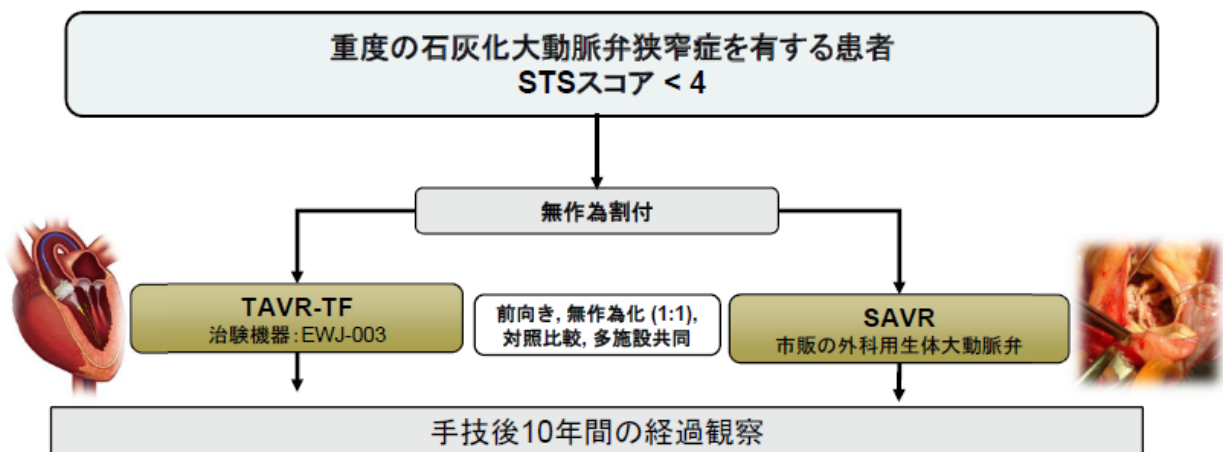 重度の石灰化大動脈弁狭窄症を有する患者
STSスコア < 4
無作為割付
TAVR-TF
治験機器:EWJ-003
前向き, 無作為化 (1:1),
対照比較, 多施設共同
SAVR
市販の外科用生体大動脈弁
手技後10年間の経過観察